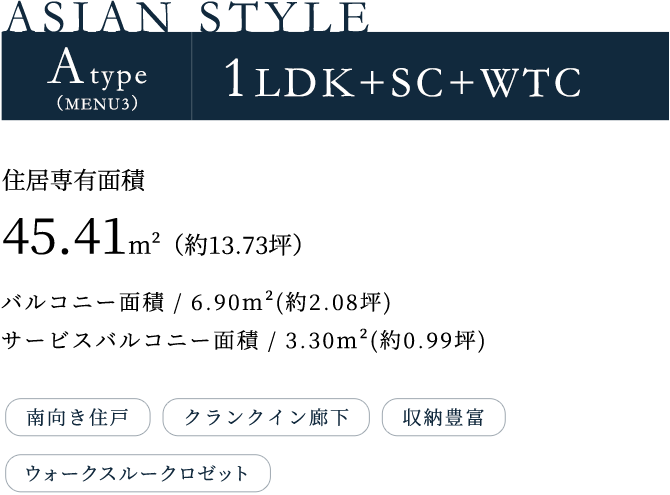 ASIAN STYLE
A type
（MENU3）
1LDK+SC+WTC
住居専有面積
45.41m²（約13.73坪）
バルコニー面積 / 6.90m²(約2.08坪)
サービスバルコニー面積 / 3.30m²(約0.99坪)
南向き住戸 クランクイン廊下 収納豊富
ウォークスルークロゼット